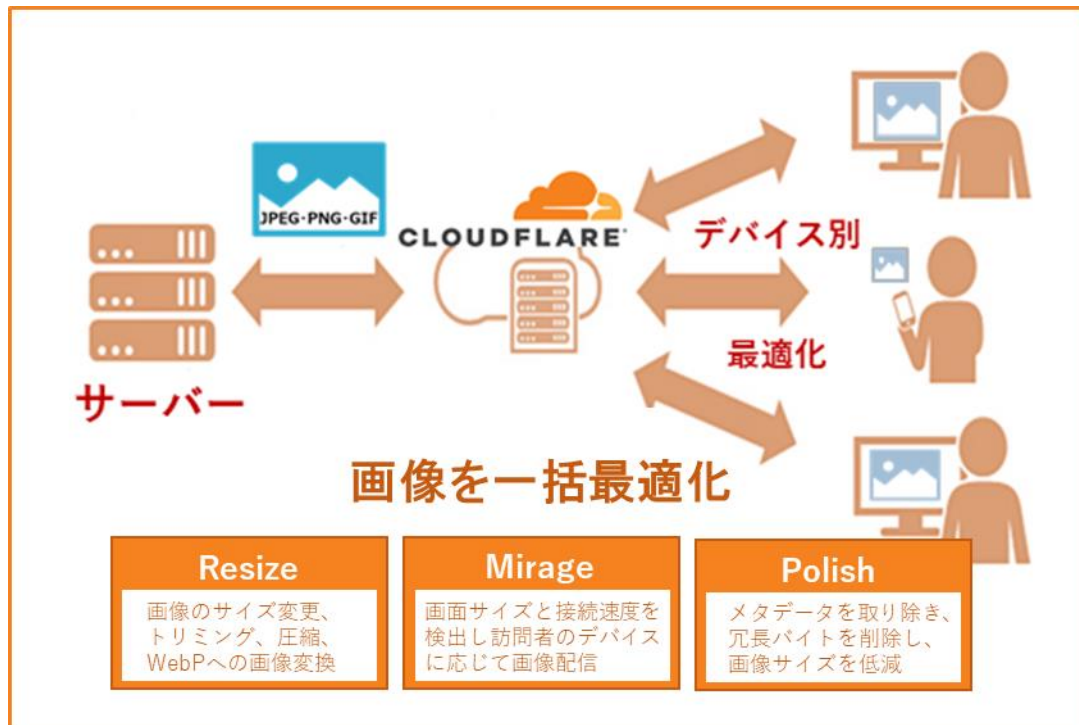 JPEG・PNG・GIF
CLOUDFLARE
デバイス別
最適化
サーバー
画像を一括最適化
Resize
画像のサイズ変更、
トリミング、圧縮、
WebPへの画像変換
Mirage
画面サイズと接続速度を
検出し訪問者のデバイス
に応じて画像配信
Polish
メタデータを取り除き、
冗長バイトを削除し、
画像サイズを低減